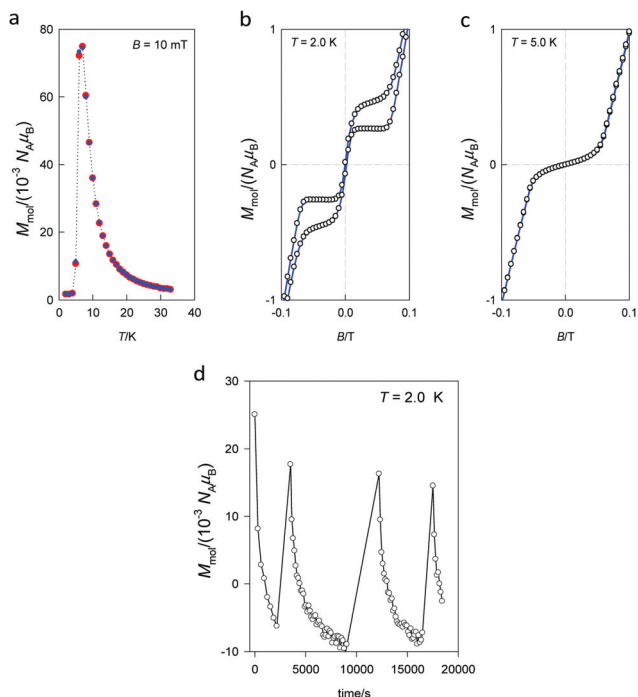 a
B = 10 mT
80
60
40
20
0
0 10 20 30 40
M_mol/(10⁻³ N_Aμ_B)
T/K
b
T = 2.0 K
1
0
-1
-0.1 0.0 0.1
M_mol/(N_Aμ_B)
B/T
c
T = 5.0 K
1
0
-1
-0.1 0.0 0.1
M_mol/(N_Aμ_B)
B/T
d
T = 2.0 K
30
20
10
0
-10
0 5000 10000 15000 20000
M_mol/(10⁻³ N_Aμ_B)
time/s